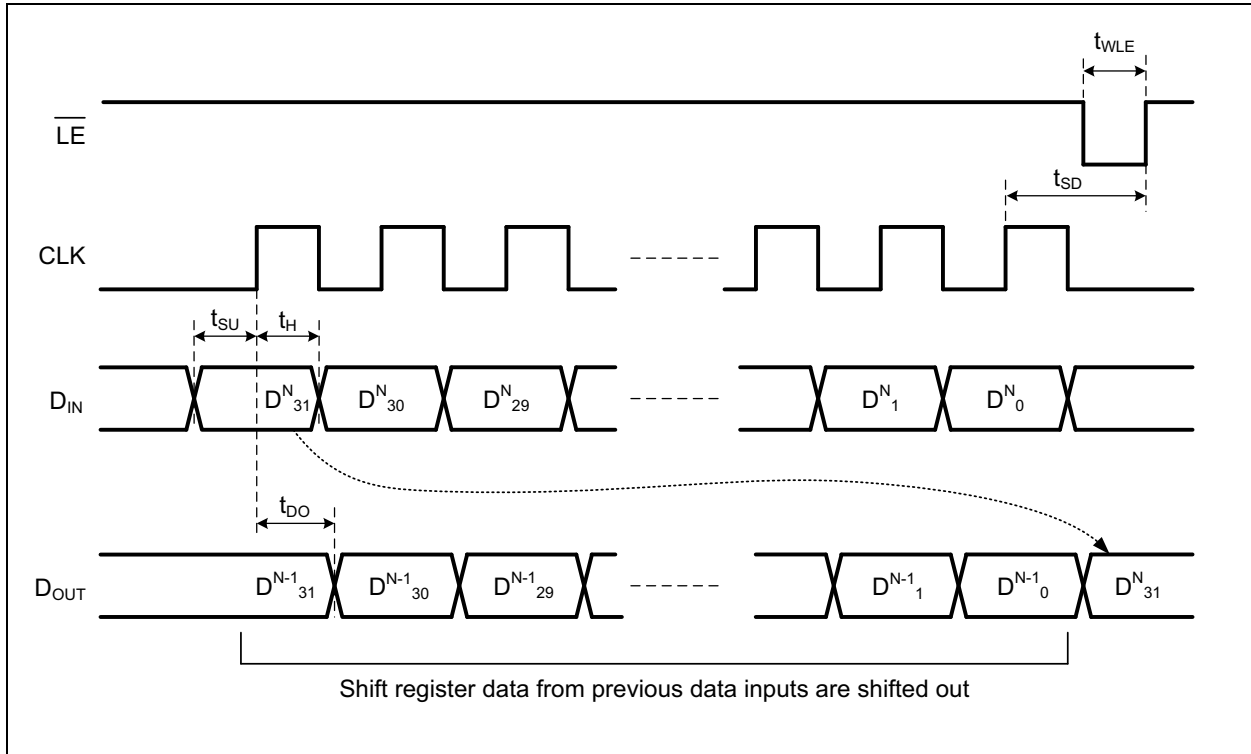 tWLE
LE
tSD
CLK
tSU
tH
DIN
DN31
DN30
DN29
DN1
DN0
tDO
DOUT
DN-131
DN-130
DN-129
DN-11
DN-10
DN31
Shift register data from previous data inputs are shifted out